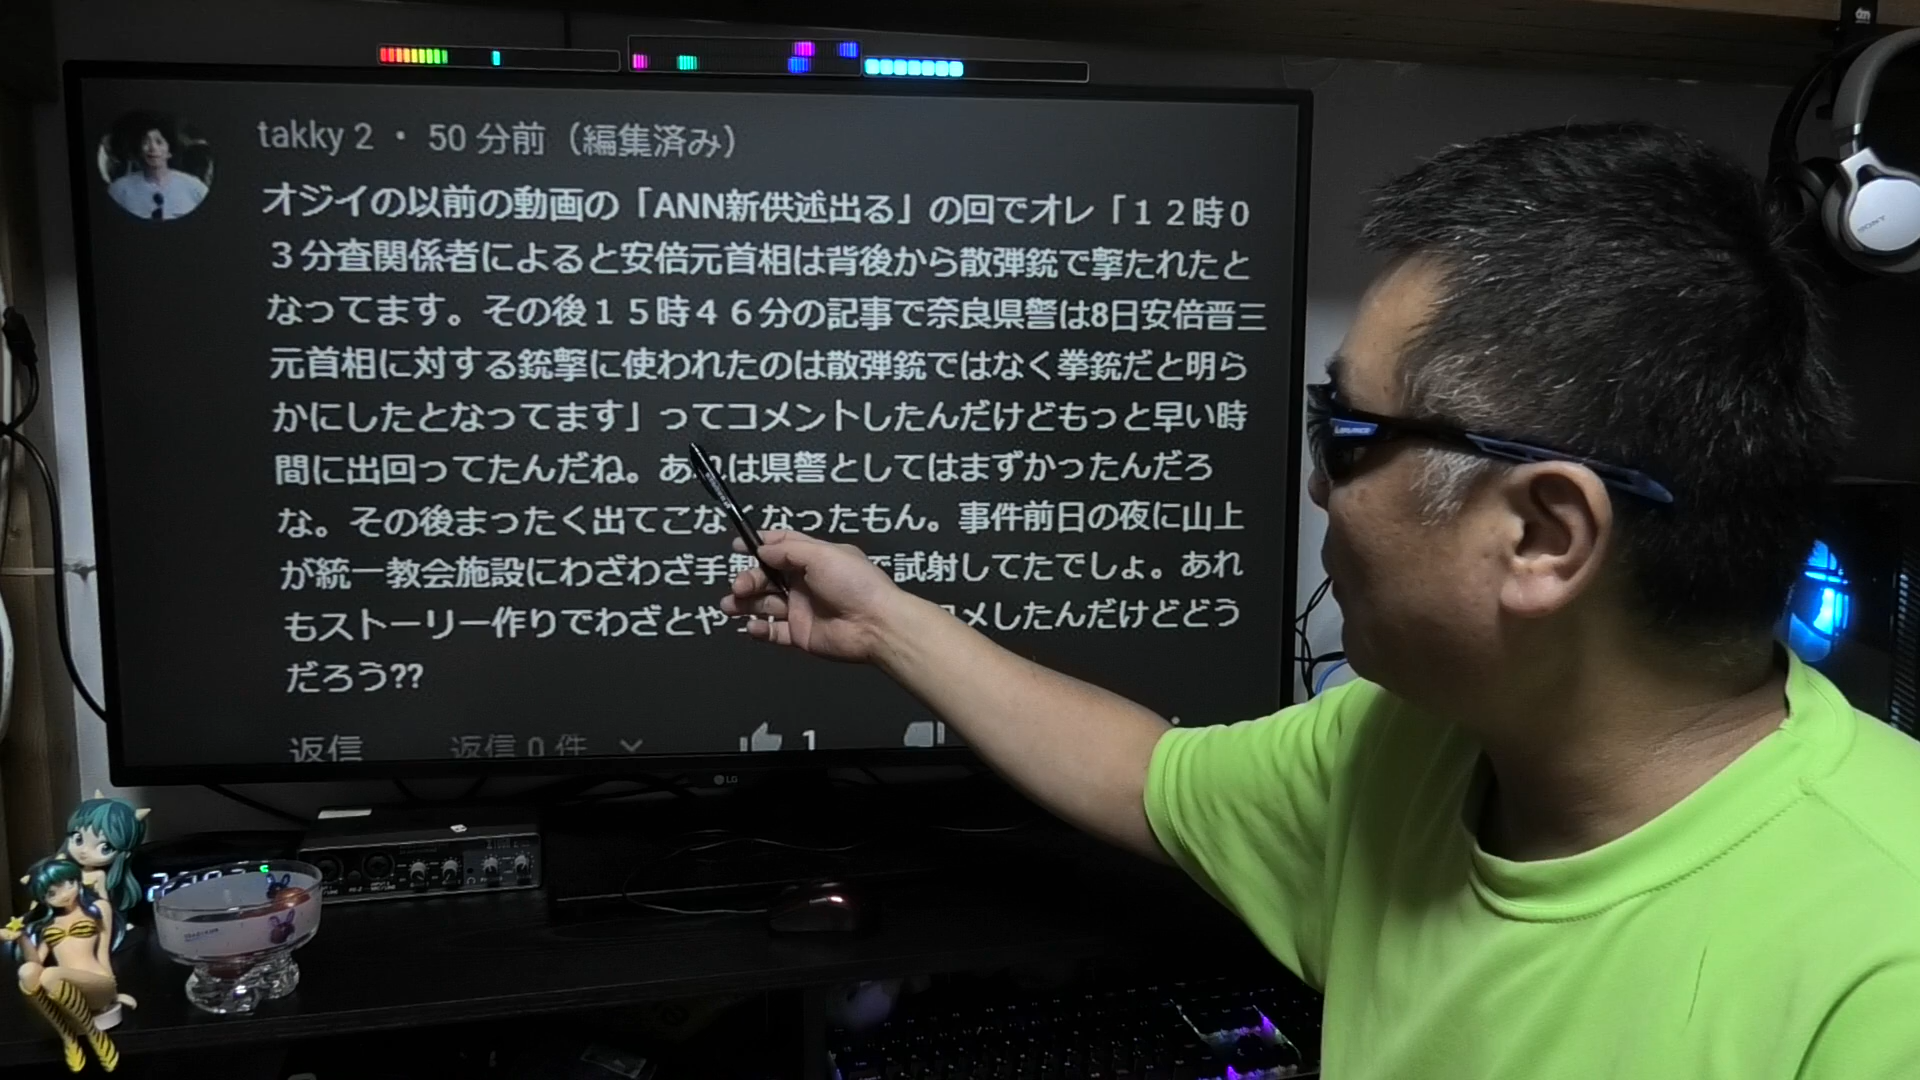 takky 2 • 50 分前（編集済み）
オジイの以前の動画の「ANN新供述出る」の回でオレ「１２時０
３分査関係者によると安倍元首相は背後から散弾銃で撃たれたと
なってます。その後１５時４６分の記事で奈良県警は8日安倍晋三
元首相に対する銃撃に使われたのは散弾銃ではなく拳銃だと明ら
かにしたとなってます」ってコメントしたんだけどもっと早い時
間に出回ってたんだね。あれは県警としてはまずかったんだろ
な。その後まったく出てこなくなったもん。事件前日の夜に山上
が統一教会施設にわざわざ手製 で試射してたでしょ。あれ
もストーリー作りでわざとやっ メしたんだけどどう
だろう??
返信 返信 0 件 1
LG
SONY